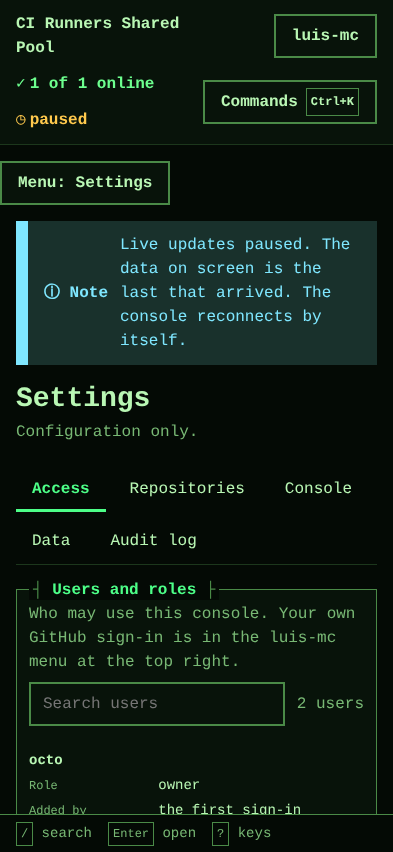 CI Runners Shared
Pool
luis-mc
✓ 1 of 1 online
Commands Ctrl+K
paused
Menu: Settings
Note
Live updates paused. The
data on screen is the
last that arrived. The
console reconnects by
itself.
Settings
Configuration only.
Access Repositories Console
Data Audit log
Users and roles
Who may use this console. Your own
GitHub sign-in is in the luis-mc
menu at the top right.
Search users 2 users
octo
Role owner
Added by the first sign-in
/ search Enter open ? keys